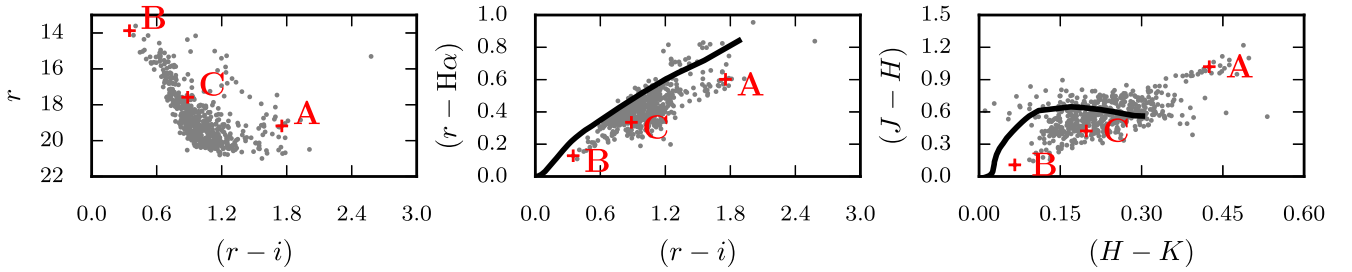 14
16
18
20
22
r
B
C
A
0.0 0.6 1.2 1.8 2.4 3.0
(r − i)
1.0
0.8
0.6
0.4
0.2
0.0
(r − Hα)
A
C
B
0.0 0.6 1.2 1.8 2.4 3.0
(r − i)
1.5
1.2
0.9
0.6
0.3
0.0
(J − H)
A
C
B
0.00 0.15 0.30 0.45 0.60
(H − K)